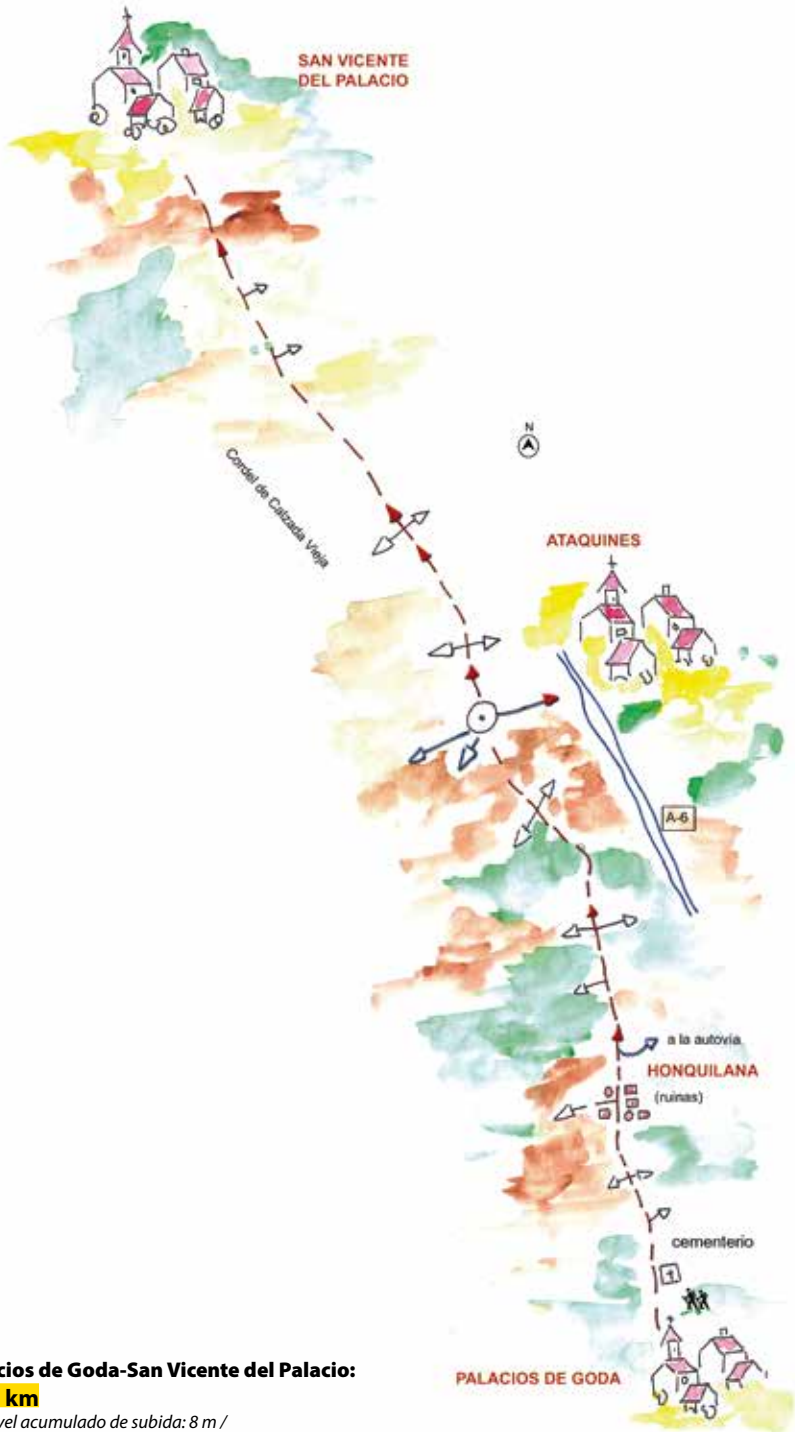 SAN VICENTE
DEL PALACIO
N
Cordel de Calzada Vieja
ATAQUINES
A-6
a la autovía
HONQUILANA
(ruinas)
cementerio
PALACIOS DE GODA
cios de Goda-San Vicente del Palacio:
km
vel acumulado de subida: 8 m /